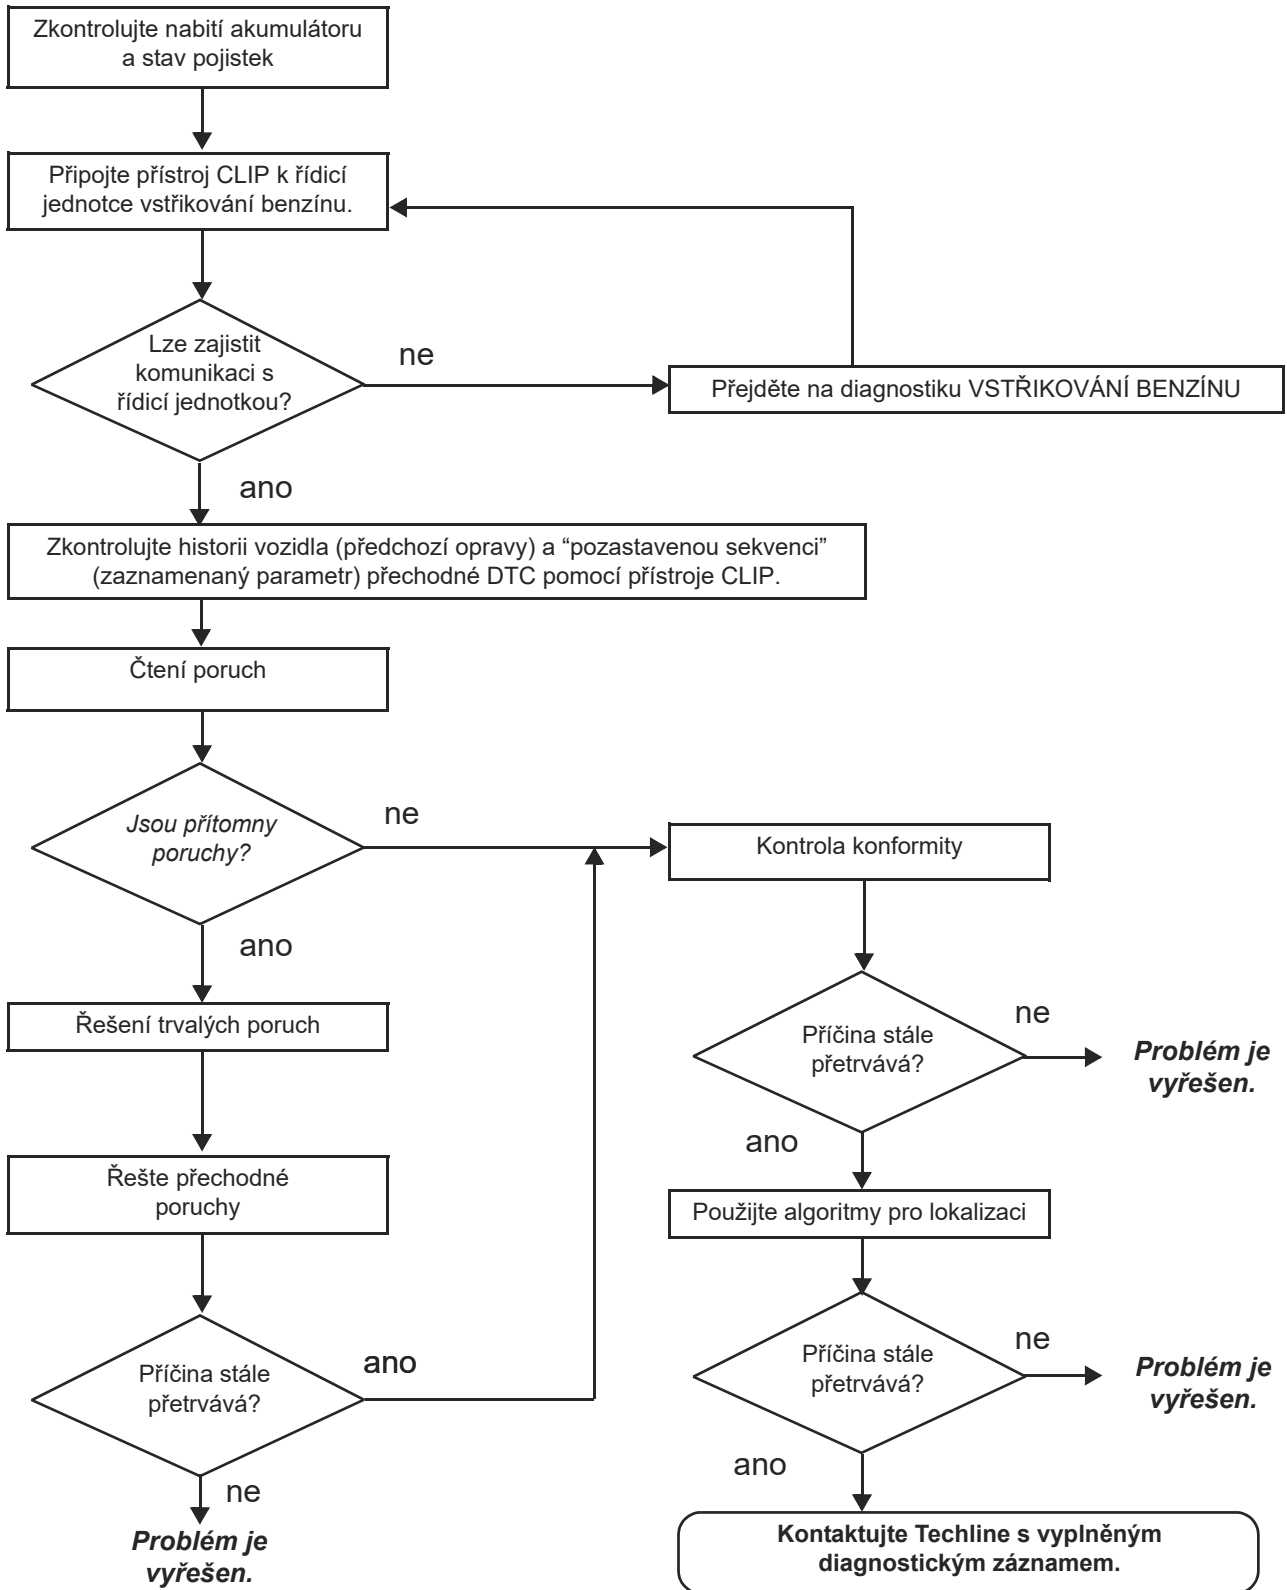 Zkontrolujte nabití akumulátoru
a stav pojistek
Připojte přístroj CLIP k řídicí
jednotce vstřikování benzínu.
Lze zajistit
komunikaci s
řídicí jednotkou?
ne
Přejděte na diagnostiku VSTŘIKOVÁNÍ BENZÍNU
ano
Zkontrolujte historii vozidla (předchozí opravy) a “pozastavenou sekvenci”
(zaznamenaný parametr) přechodné DTC pomocí přístroje CLIP.
Čtení poruch
Jsou přítomny
poruchy?
ne
ano
Řešení trvalých poruch
Řešte přechodné
poruchy
Příčina stále
přetrvává?
ano
ne
Problém je
vyřešen.
Kontrola konformity
Příčina stále
přetrvává?
ne
Problém je
vyřešen.
ano
Použijte algoritmy pro lokalizaci
Příčina stále
přetrvává?
ne
Problém je
vyřešen.
ano
Kontaktujte Techline s vyplněným
diagnostickým záznamem.